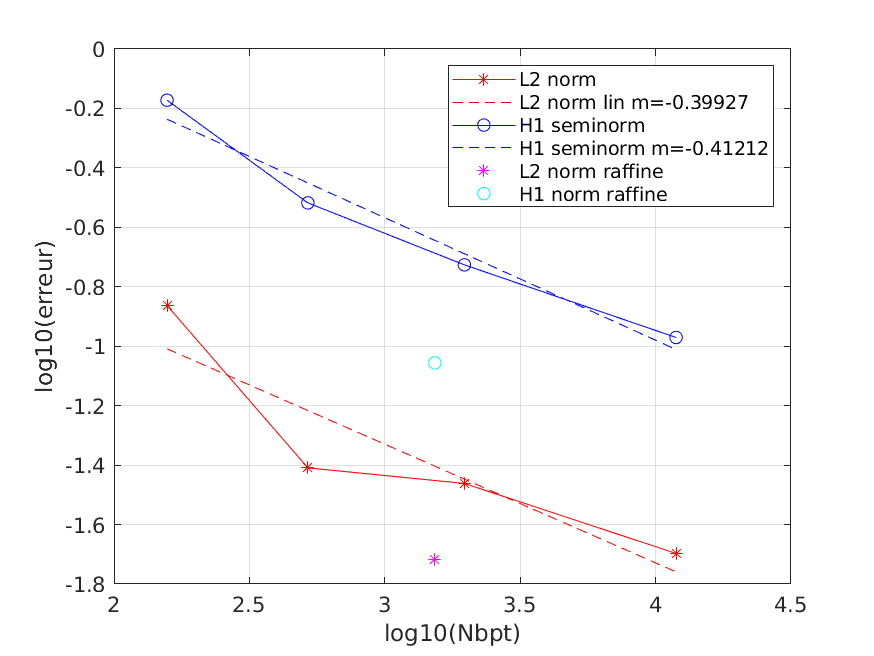 0
-0.2
-0.4
-0.6
-0.8
-1
-1.2
-1.4
-1.6
-1.8
log10(erreur)
L2 norm
L2 norm lin m=-0.39927
H1 seminorm
H1 seminorm m=-0.41212
L2 norm raffine
H1 norm raffine
2 2.5 3 3.5 4 4.5
log10(Nbpt)